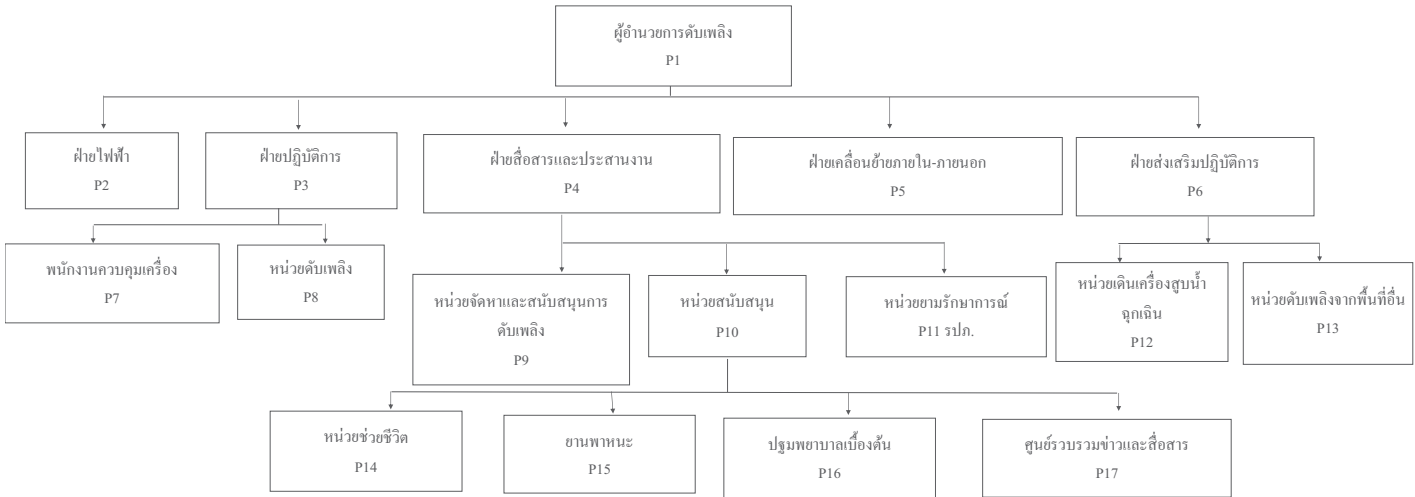 ผู้อำนวยการดับเพลิง
P1
ฝ่ายไฟฟ้า
P2
ฝ่ายปฏิบัติการ
P3
ฝ่ายสื่อสารและประสานงาน
P4
ฝ่ายเคลื่อนย้ายภายใน-ภายนอก
P5
ฝ่ายส่งเสริมปฏิบัติการ
P6
พนักงานควบคุมเครื่อง
P7
หน่วยดับเพลิง
P8
หน่วยจัดหาและสนับสนุนการ
ดับเพลิง
P9
หน่วยสนับสนุน
P10
หน่วยยามรักษาการณ์
P11 รปภ.
หน่วยเดินเครื่องสูบน้ำ
ฉุกเฉิน
P12
หน่วยดับเพลิงจากพื้นที่อื่น
P13
หน่วยช่วยชีวิต
P14
ยานพาหนะ
P15
ปฐมพยาบาลเบื้องต้น
P16
ศูนย์รวบรวมข่าวและสื่อสาร
P17